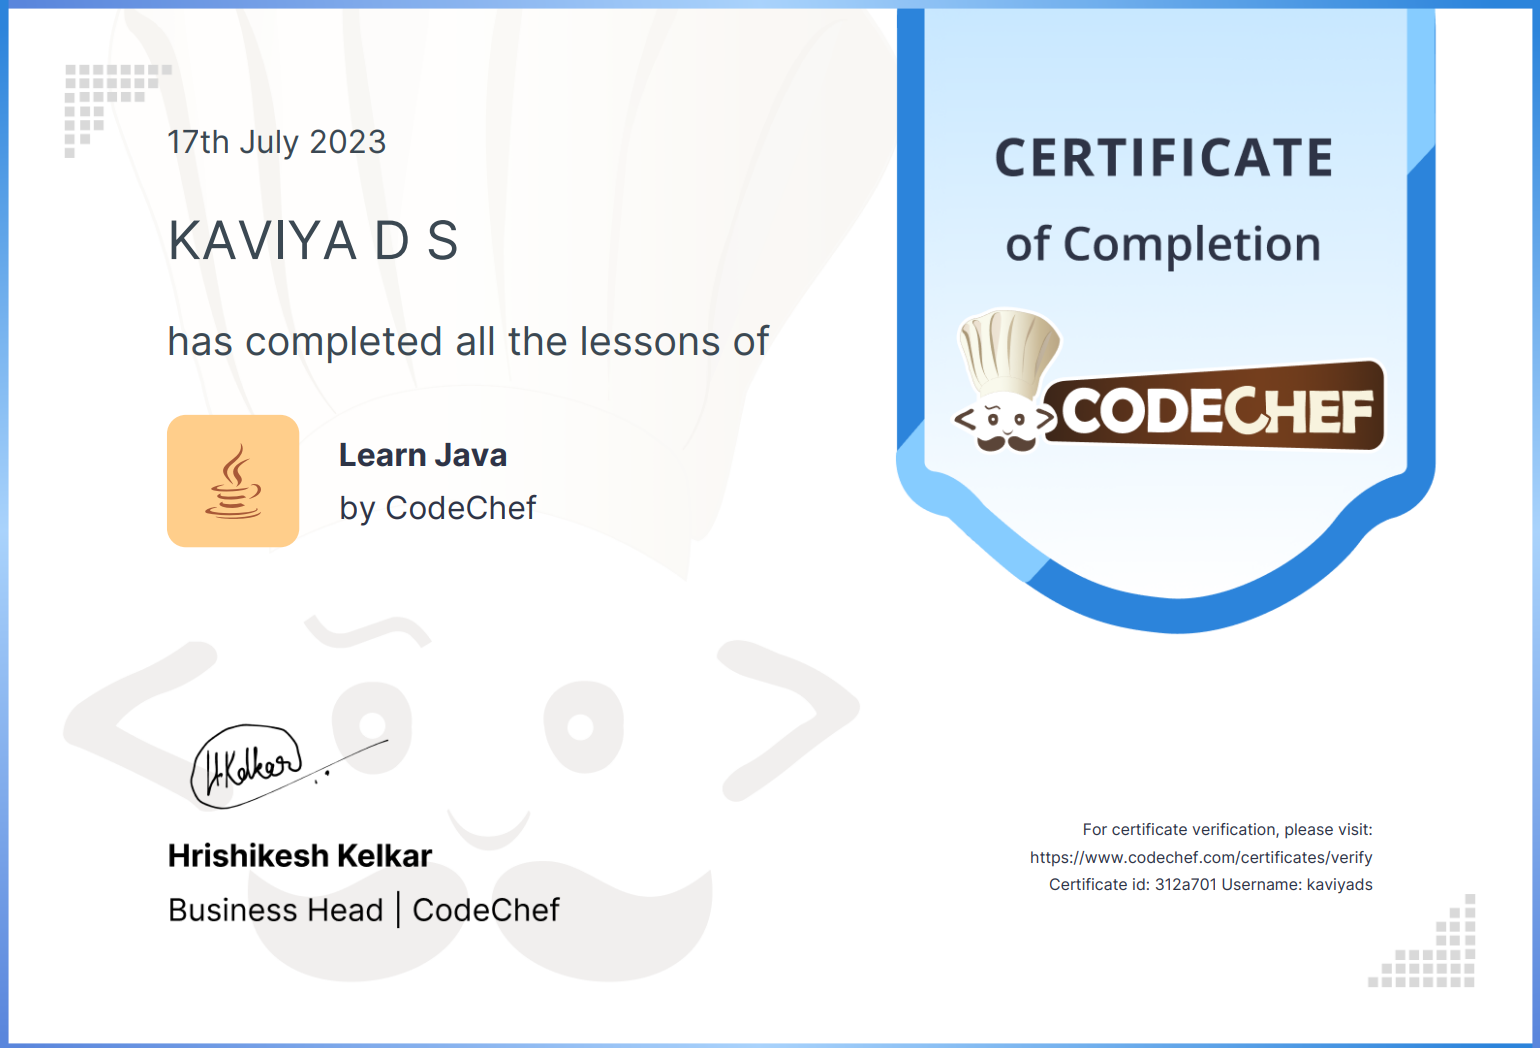 17th July 2023
KAVIYA D S
has completed all the lessons of
Learn Java
by CodeChef
CERTIFICATE
of Completion
CODECHEF
HKelkar
Hrishikesh Kelkar
Business Head | CodeChef
For certificate verification, please visit:
https://www.codechef.com/certificates/verify
Certificate id: 312a701 Username: kaviyads